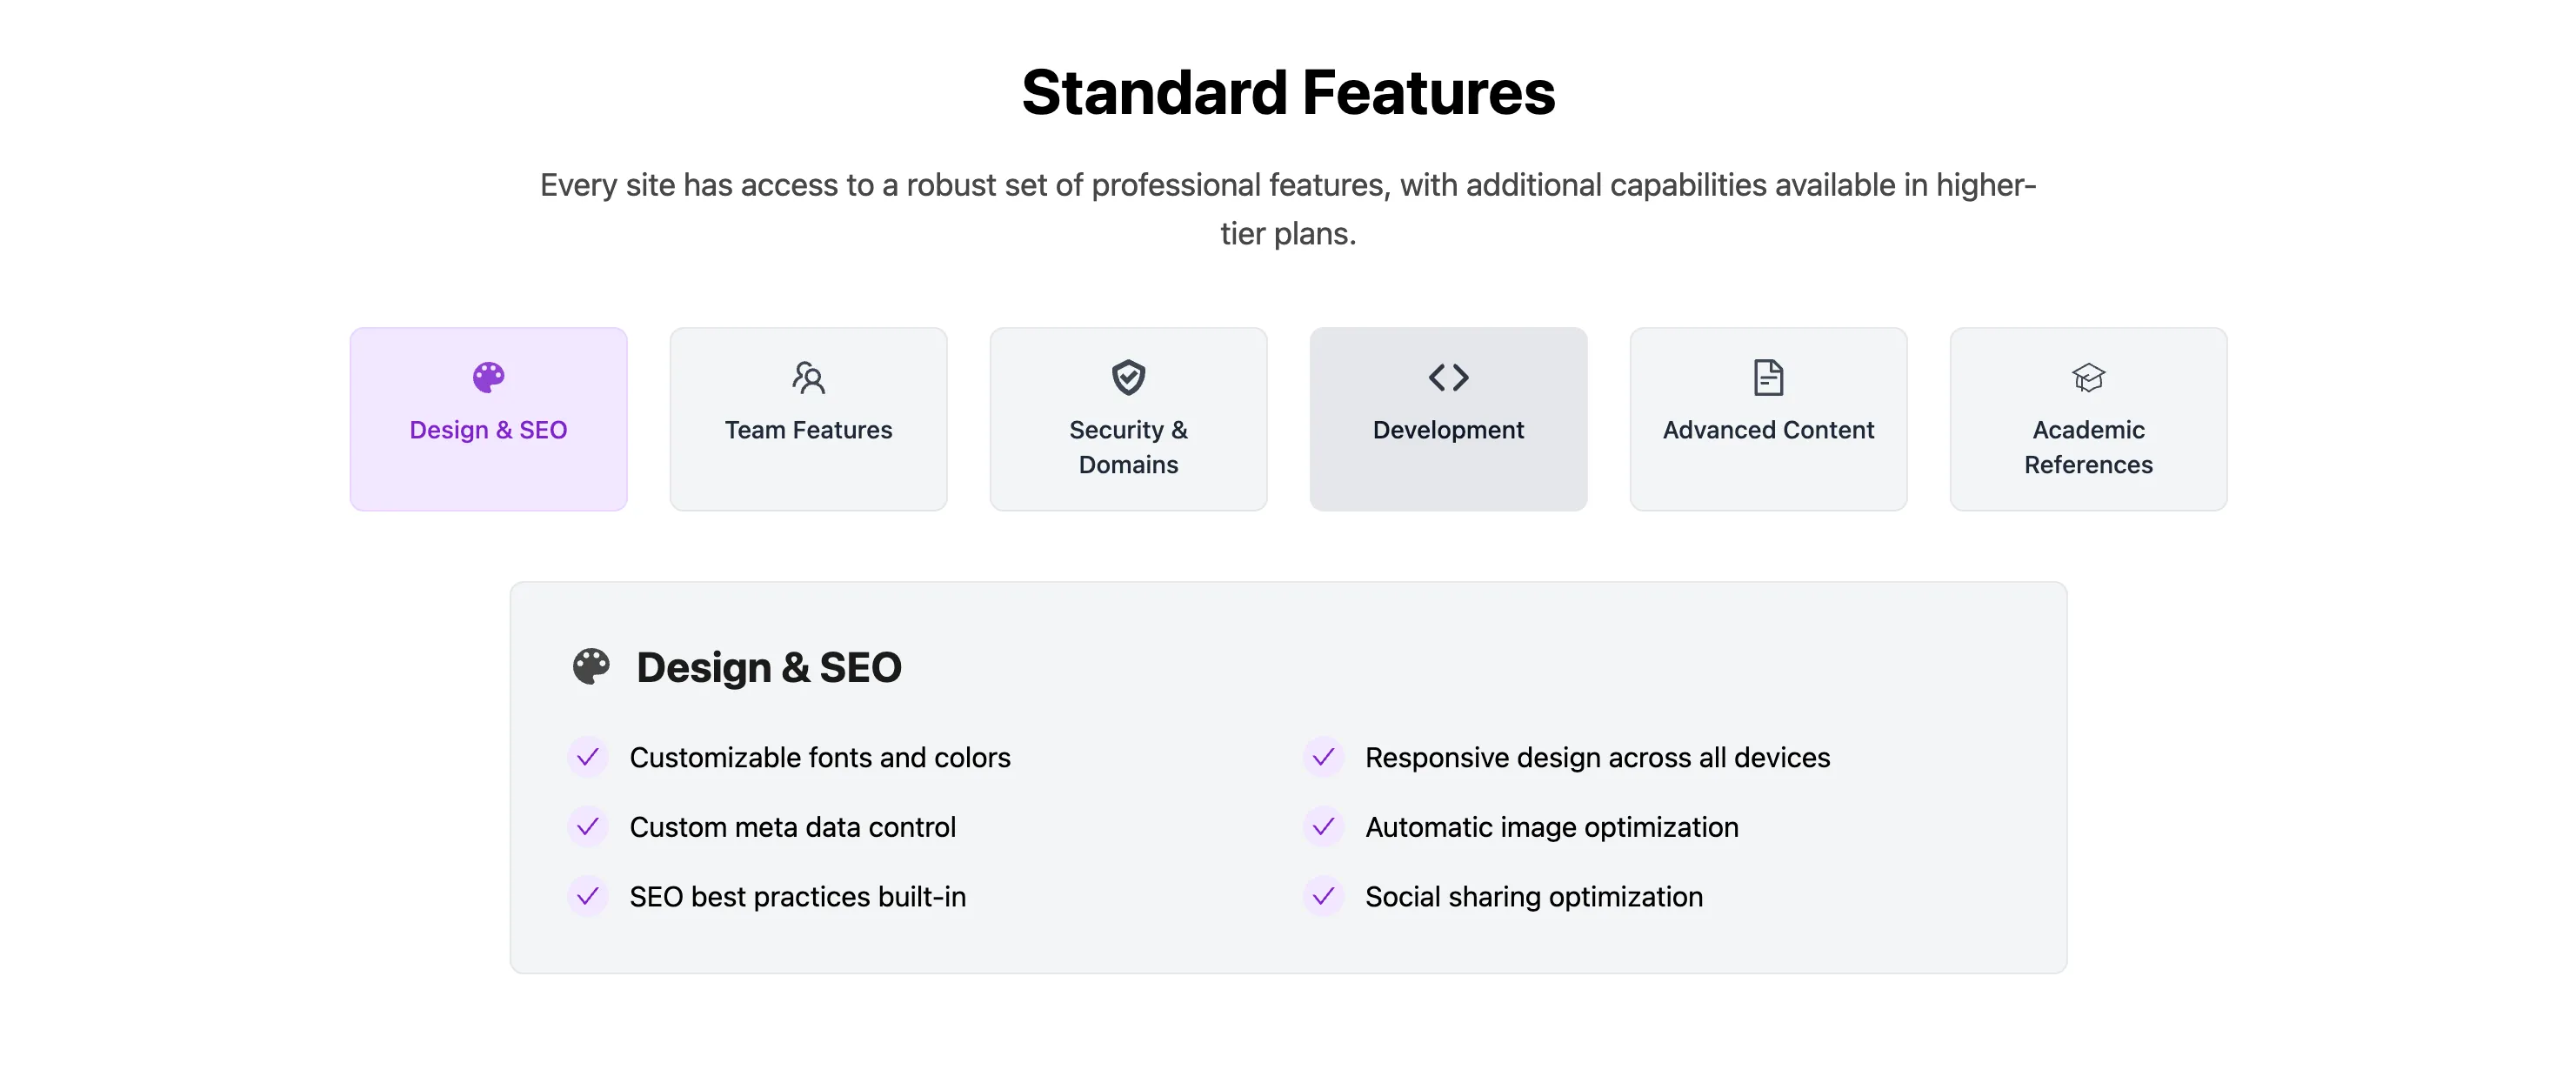 Standard Features
Every site has access to a robust set of professional features, with additional capabilities available in higher-
tier plans.
Design & SEO
Team Features
Security &
Domains
Development
Advanced Content
Academic
References
Design & SEO
Customizable fonts and colors
Responsive design across all devices
Custom meta data control
Automatic image optimization
SEO best practices built-in
Social sharing optimization